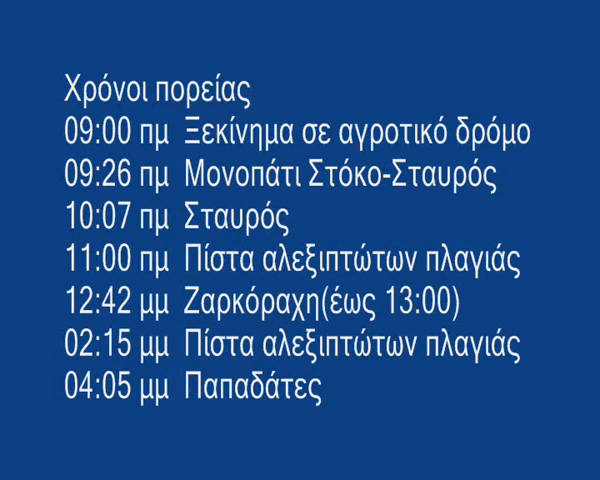 Χρόνοι πορείας
09:00 πμ Ξεκίνημα σε αγροτικό δρόμο
09:26 πμ Μονοπάτι Στόκο-Σταυρός
10:07 πμ Σταυρός
11:00 πμ Πίστα αλεξιπτώτων πλαγιάς
12:42 μμ Ζαρκόραχη(έως 13:00)
02:15 μμ Πίστα αλεξιπτώτων πλαγιάς
04:05 μμ Παπαδάτες